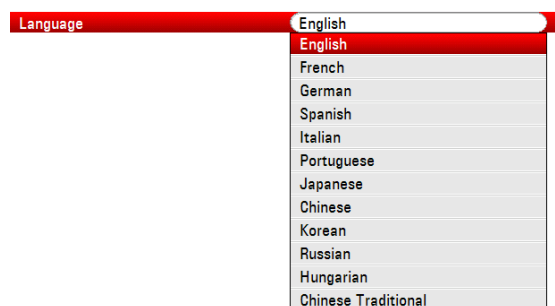 Language English
English
French
German
Spanish
Italian
Portuguese
Japanese
Chinese
Korean
Russian
Hungarian
Chinese Traditional